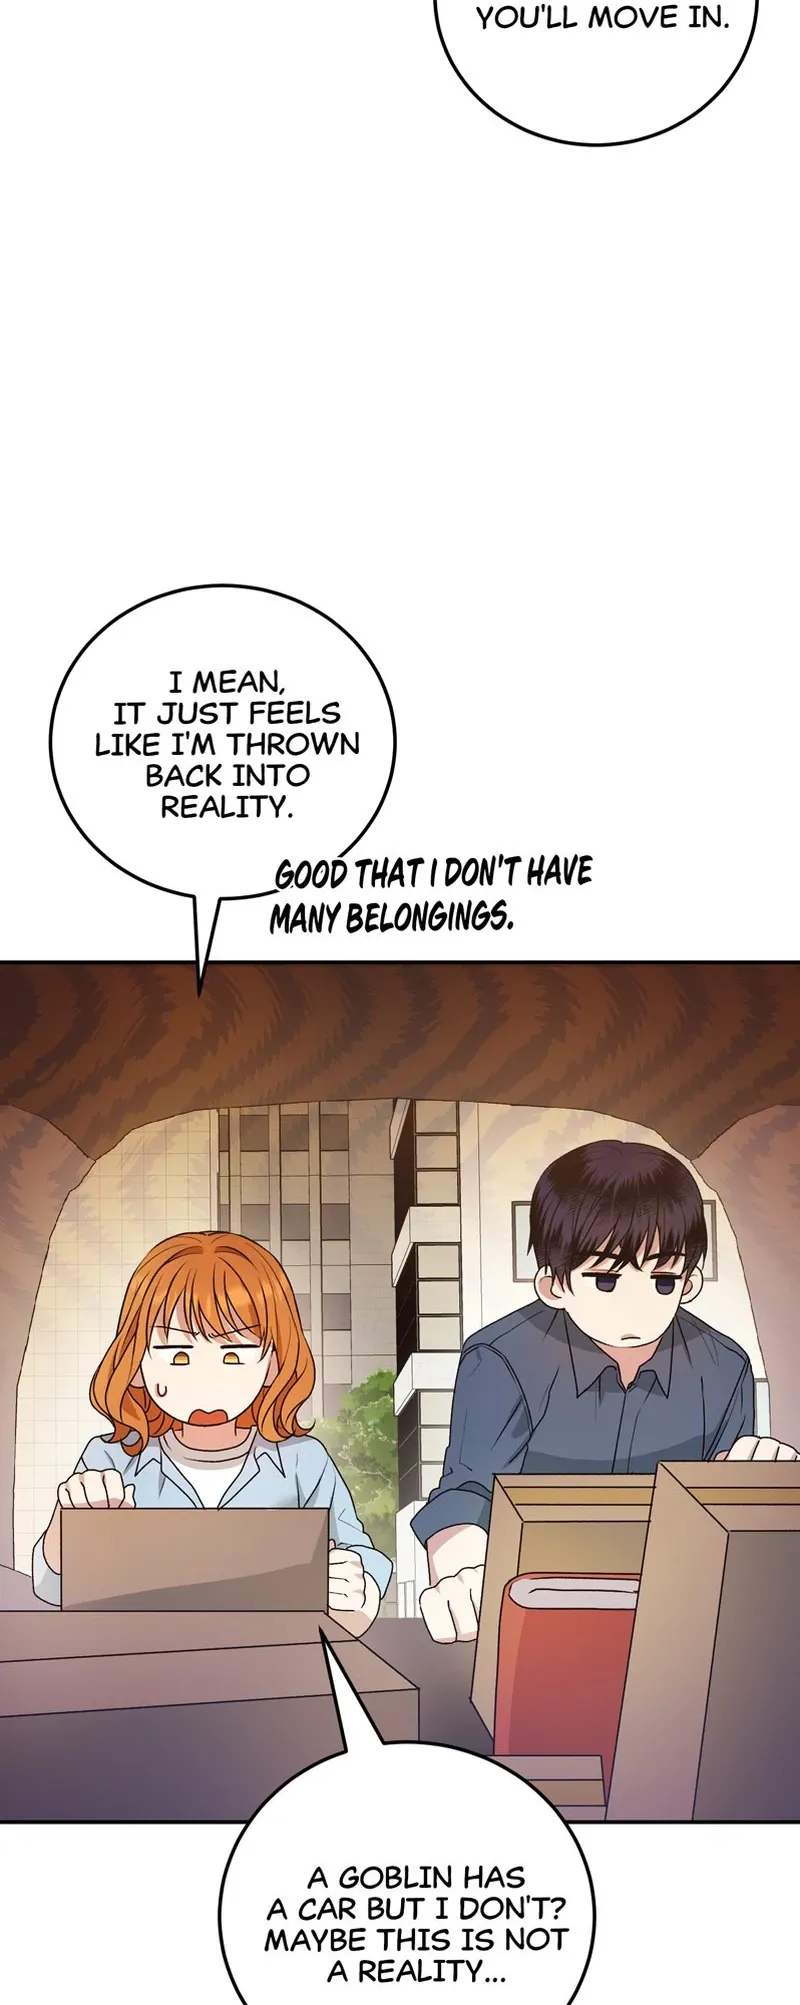 YOU'LL MOVE IN.
I MEAN,
IT JUST FEELS
LIKE I'M THROWN
BACK INTO
REALITY.
GOOD THAT I DON'T HAVE
MANY BELONGINGS.
A GOBLIN HAS
A CAR BUT I DON'T?
MAYBE THIS IS NOT
A REALITY...